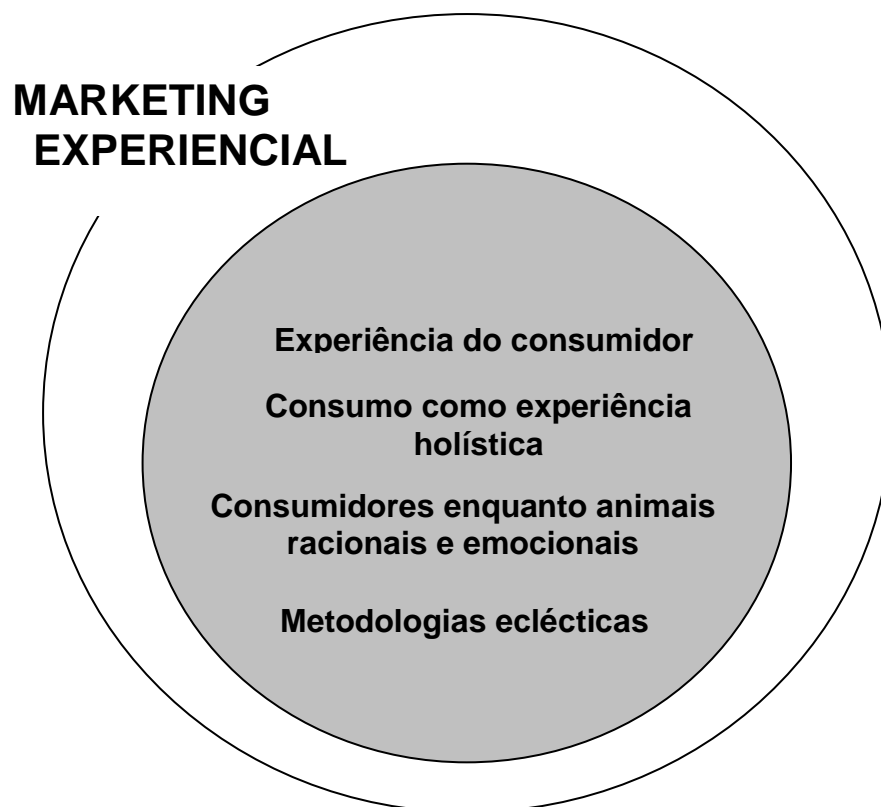 MARKETING
EXPERIENCIAL
Experiência do consumidor
Consumo como experiência
holística
Consumidores enquanto animais
racionais e emocionais
Metodologias eclécticas